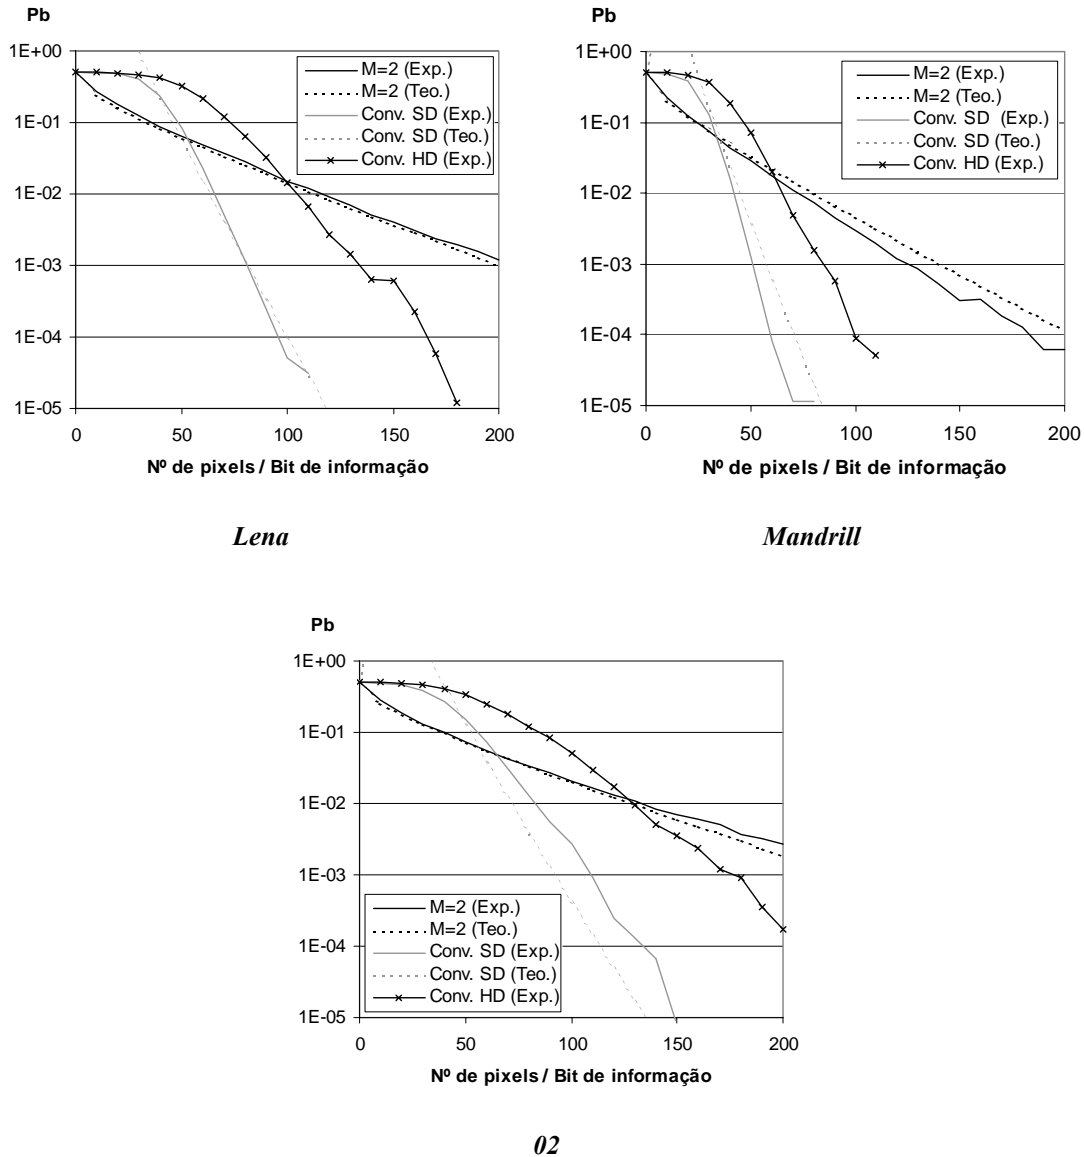 Pb
1E+00
1E-01
1E-02
1E-03
1E-04
1E-05
0 50 100 150 200
M=2 (Exp.)
M=2 (Teo.)
Conv. SD (Exp.)
Conv. SD (Teo.)
Conv. HD (Exp.)
Nº de pixels / Bit de informação
Lena
Pb
1E+00
1E-01
1E-02
1E-03
1E-04
1E-05
0 50 100 150 200
M=2 (Exp.)
M=2 (Teo.)
Conv. SD (Exp.)
Conv. SD (Teo.)
Conv. HD (Exp.)
Nº de pixels / Bit de informação
Mandrill
Pb
1E+00
1E-01
1E-02
1E-03
1E-04
1E-05
M=2 (Exp.)
M=2 (Teo.)
Conv. SD (Exp.)
Conv. SD (Teo.)
Conv. HD (Exp.)
0 50 100 150 200
Nº de pixels / Bit de informação
02